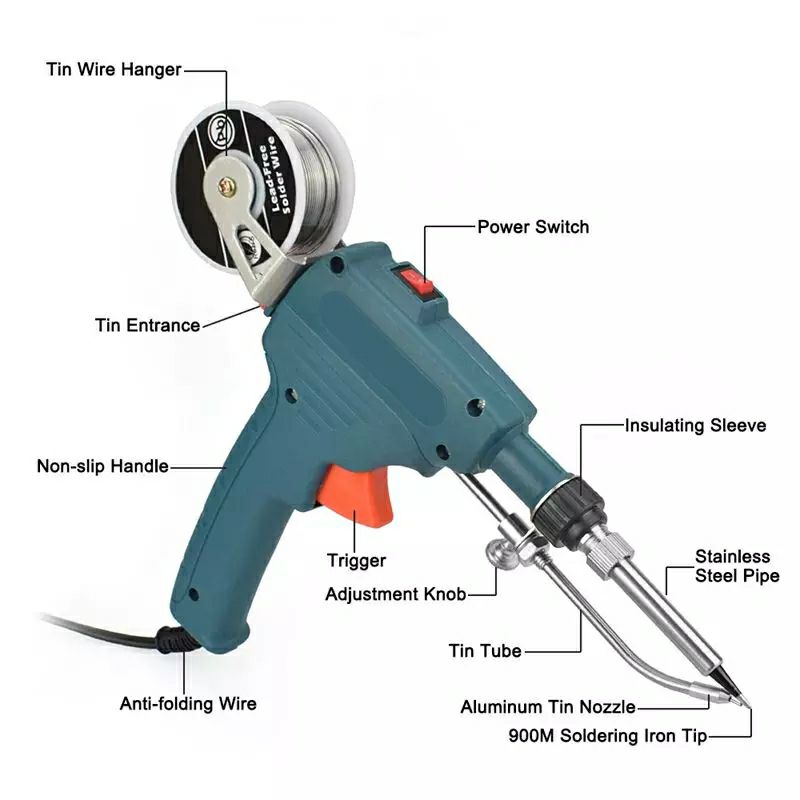 Tin Wire Hanger
Lead-Free
Solder Wire
Power Switch
Tin Entrance
Insulating Sleeve
Non-slip Handle
Trigger
Stainless
Steel Pipe
Adjustment Knob
Tin Tube
Anti-folding Wire
Aluminum Tin Nozzle
900M Soldering Iron Tip